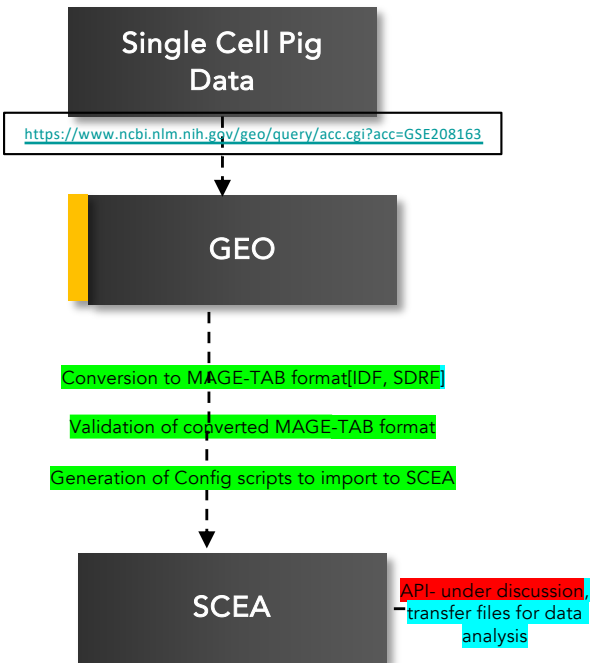 Single Cell Pig
Data
https://www.ncbi.nlm.nih.gov/geo/query/acc.cgi?acc=GSE208163
GEO
Conversion to MAGE-TAB format[IDF, SDRF]
Validation of converted MAGE-TAB format
Generation of Config scripts to import to SCEA
SCEA
API- under discussion,
transfer files for data
analysis